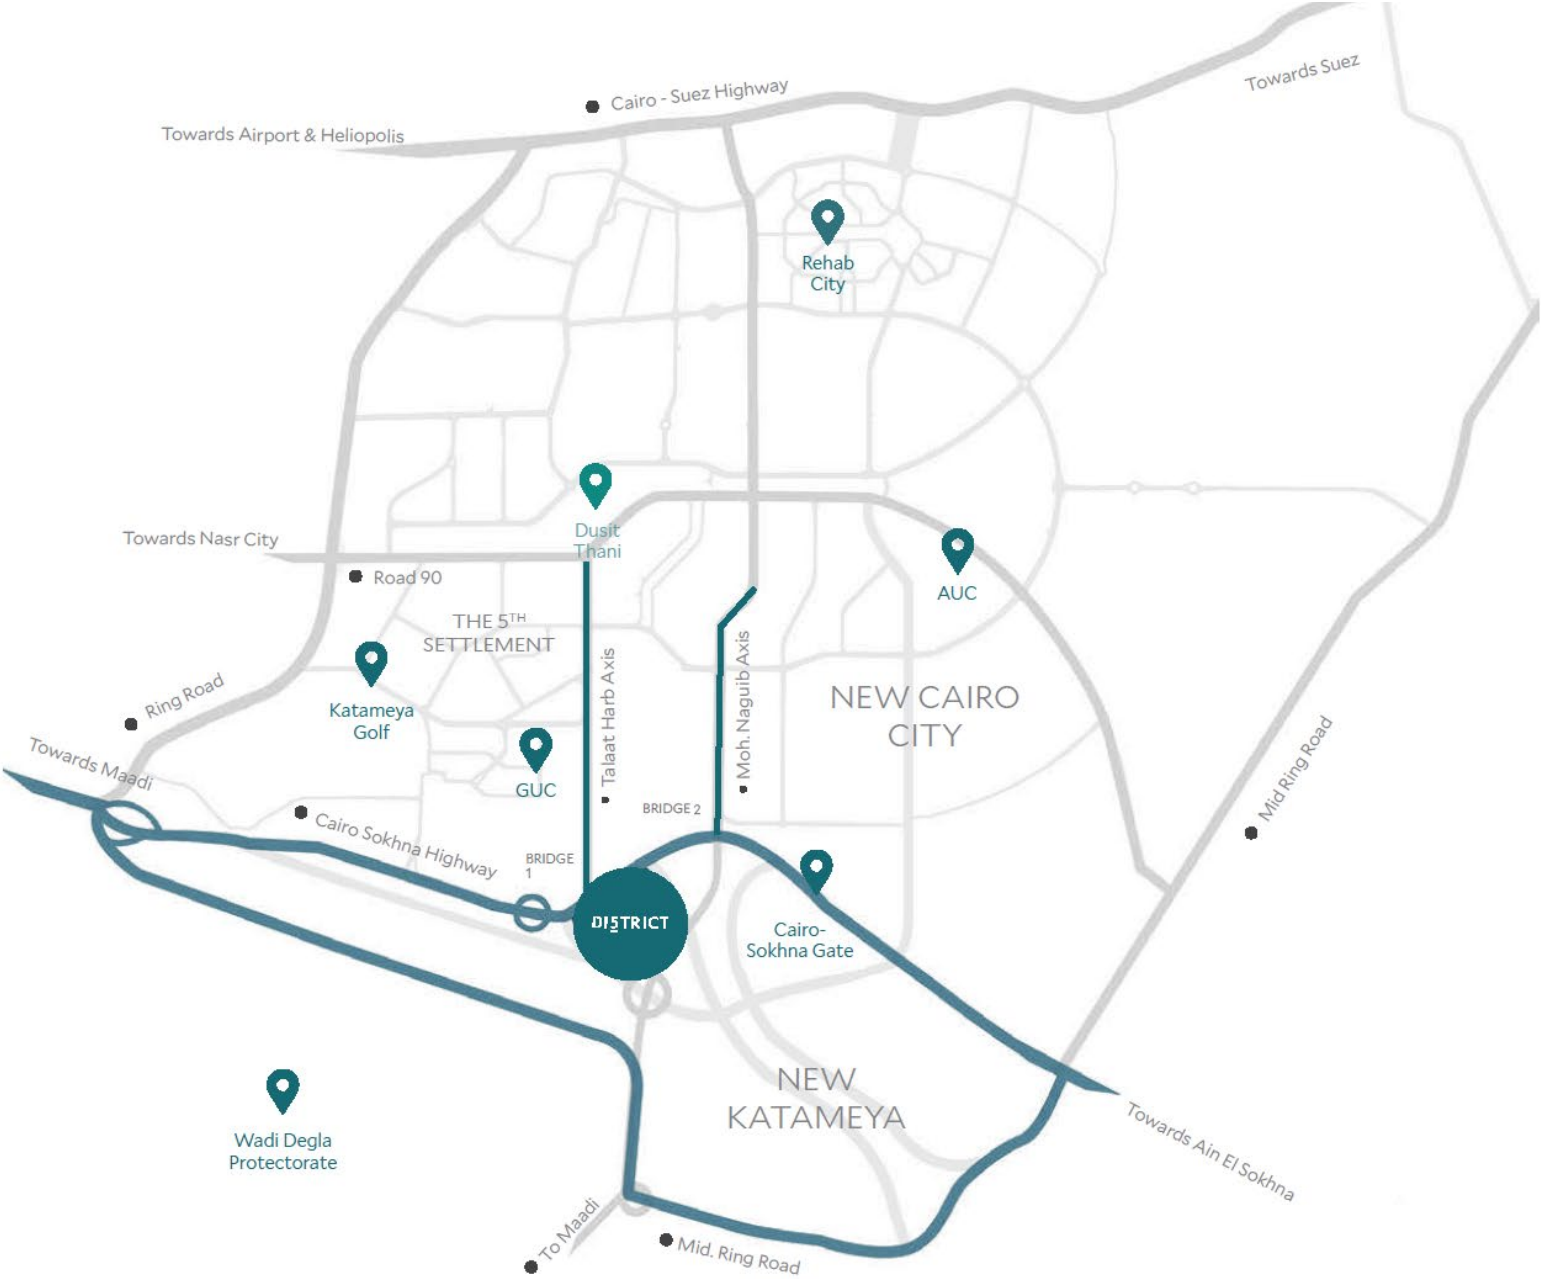 Towards Suez
Cairo - Suez Highway
Towards Airport & Heliopolis
Rehab
City
Dusit
Thani
Towards Nasr City
Road 90
AUC
THE 5TH
SETTLEMENT
Talaat Harb Axis
Moh. Naguib Axis
NEW CAIRO
CITY
Ring Road
Katameya
Golf
Towards Maadi
GUC
Mid Ring Road
BRIDGE 2
Cairo Sokhna Highway
BRIDGE
1
DI5TRICT
Cairo-
Sokhna Gate
NEW
KATAMEYA
Wadi Degla
Protectorate
Towards Ain El Sokhna
To Maadi
Mid. Ring Road